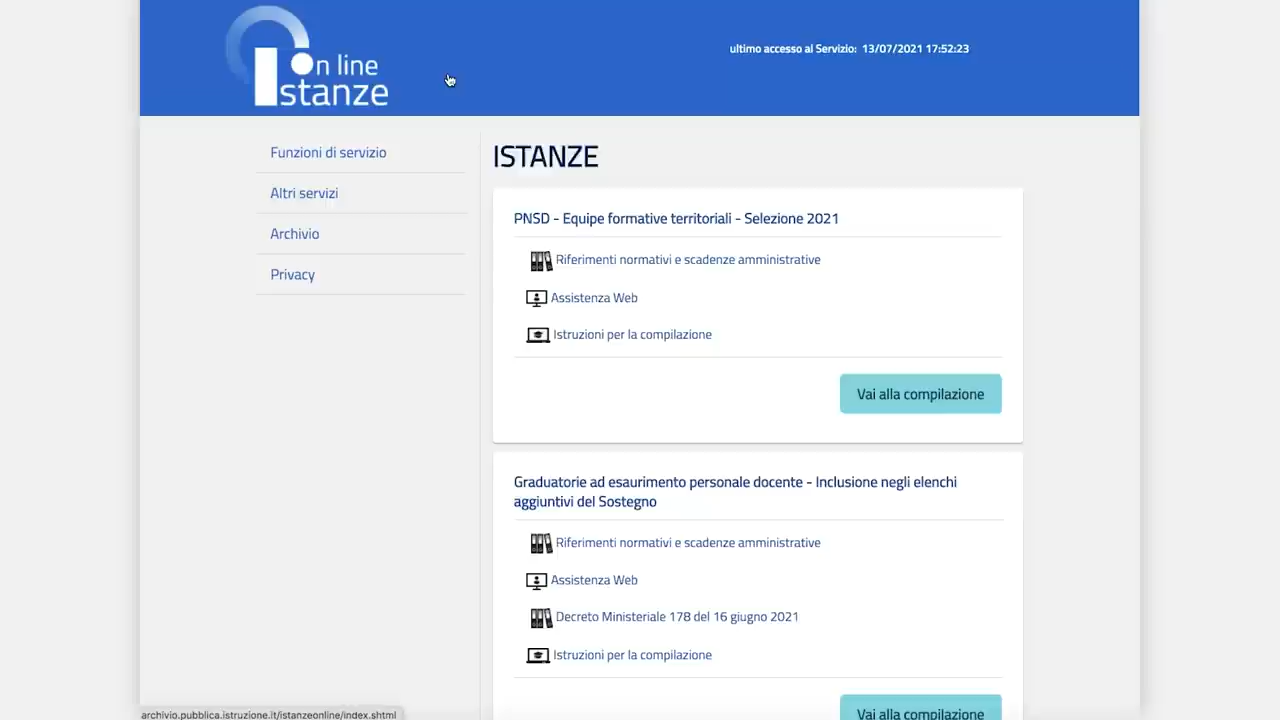 On line
Istanze
ultimo accesso al Servizio: 13/07/2021 17:52:23
Funzioni di servizio
Altri servizi
Archivio
Privacy
ISTANZE
PNSD - Equipe formative territoriali - Selezione 2021
Riferimenti normativi e scadenze amministrative
Assistenza Web
Istruzioni per la compilazione
Vai alla compilazione
Graduatorie ad esaurimento personale docente - Inclusione negli elenchi
aggiuntivi del Sostegno
Riferimenti normativi e scadenze amministrative
Assistenza Web
Decreto Ministeriale 178 del 16 giugno 2021
Istruzioni per la compilazione
Vai alla compilazione
archivio.pubblica.istruzione.it/istanzeonline/index.shtml